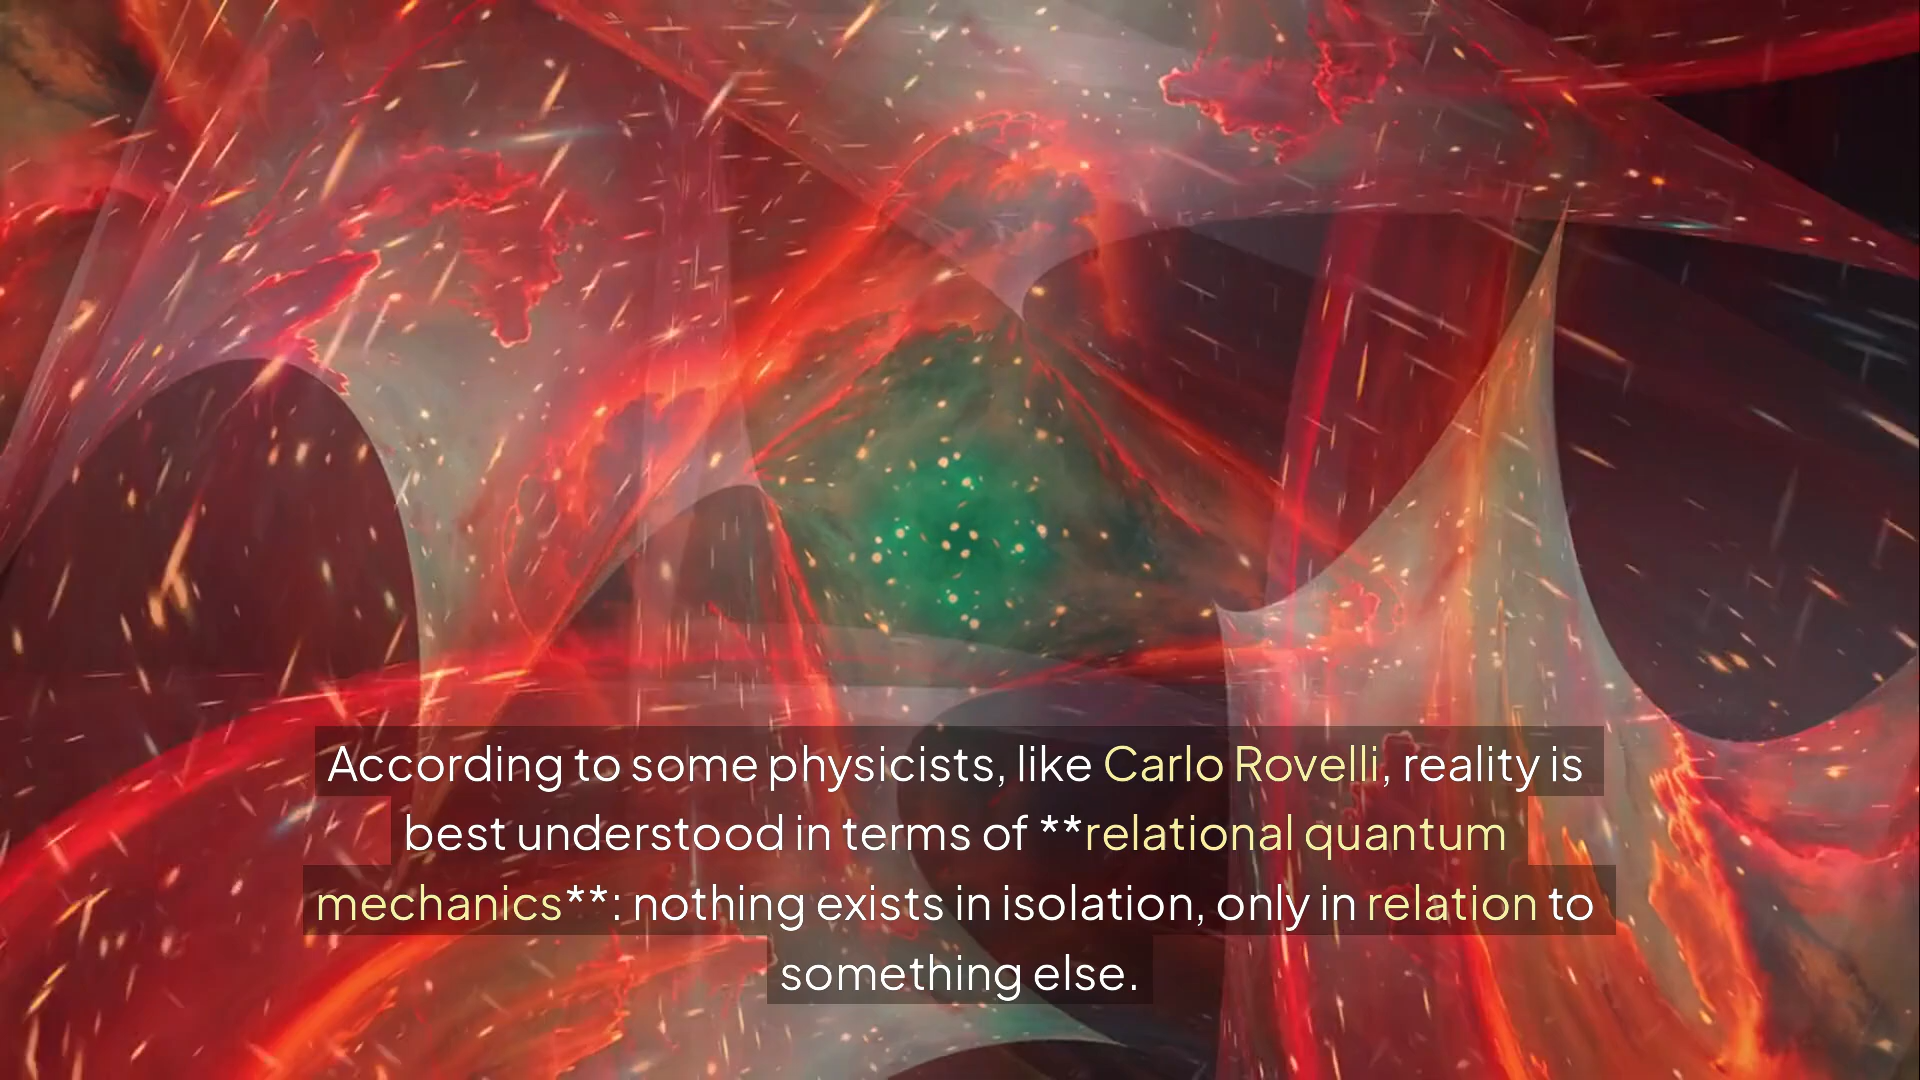 According to some physicists, like Carlo Rovelli, reality is
best understood in terms of **relational quantum
mechanics**: nothing exists in isolation, only in relation to
something else.